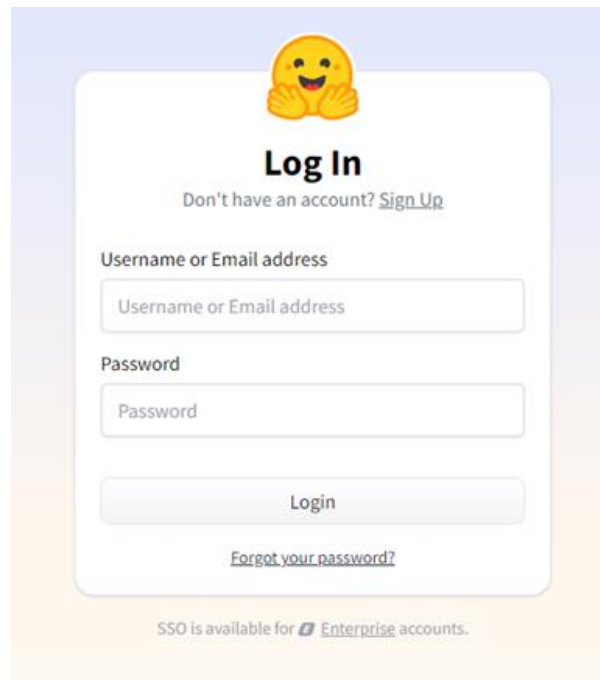 Log In
Don't have an account? Sign Up
Username or Email address
Username or Email address
Password
Password
Login
Forgot your password?
SSO is available for Enterprise accounts.